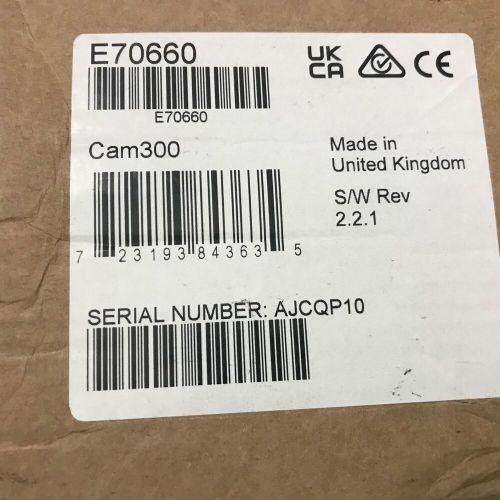 E70660
E70660
UK
CA
CE
Cam300
Made in
United Kingdom
S/W Rev
2.2.1
7 23193 84363 5
SERIAL NUMBER: AJCQP10